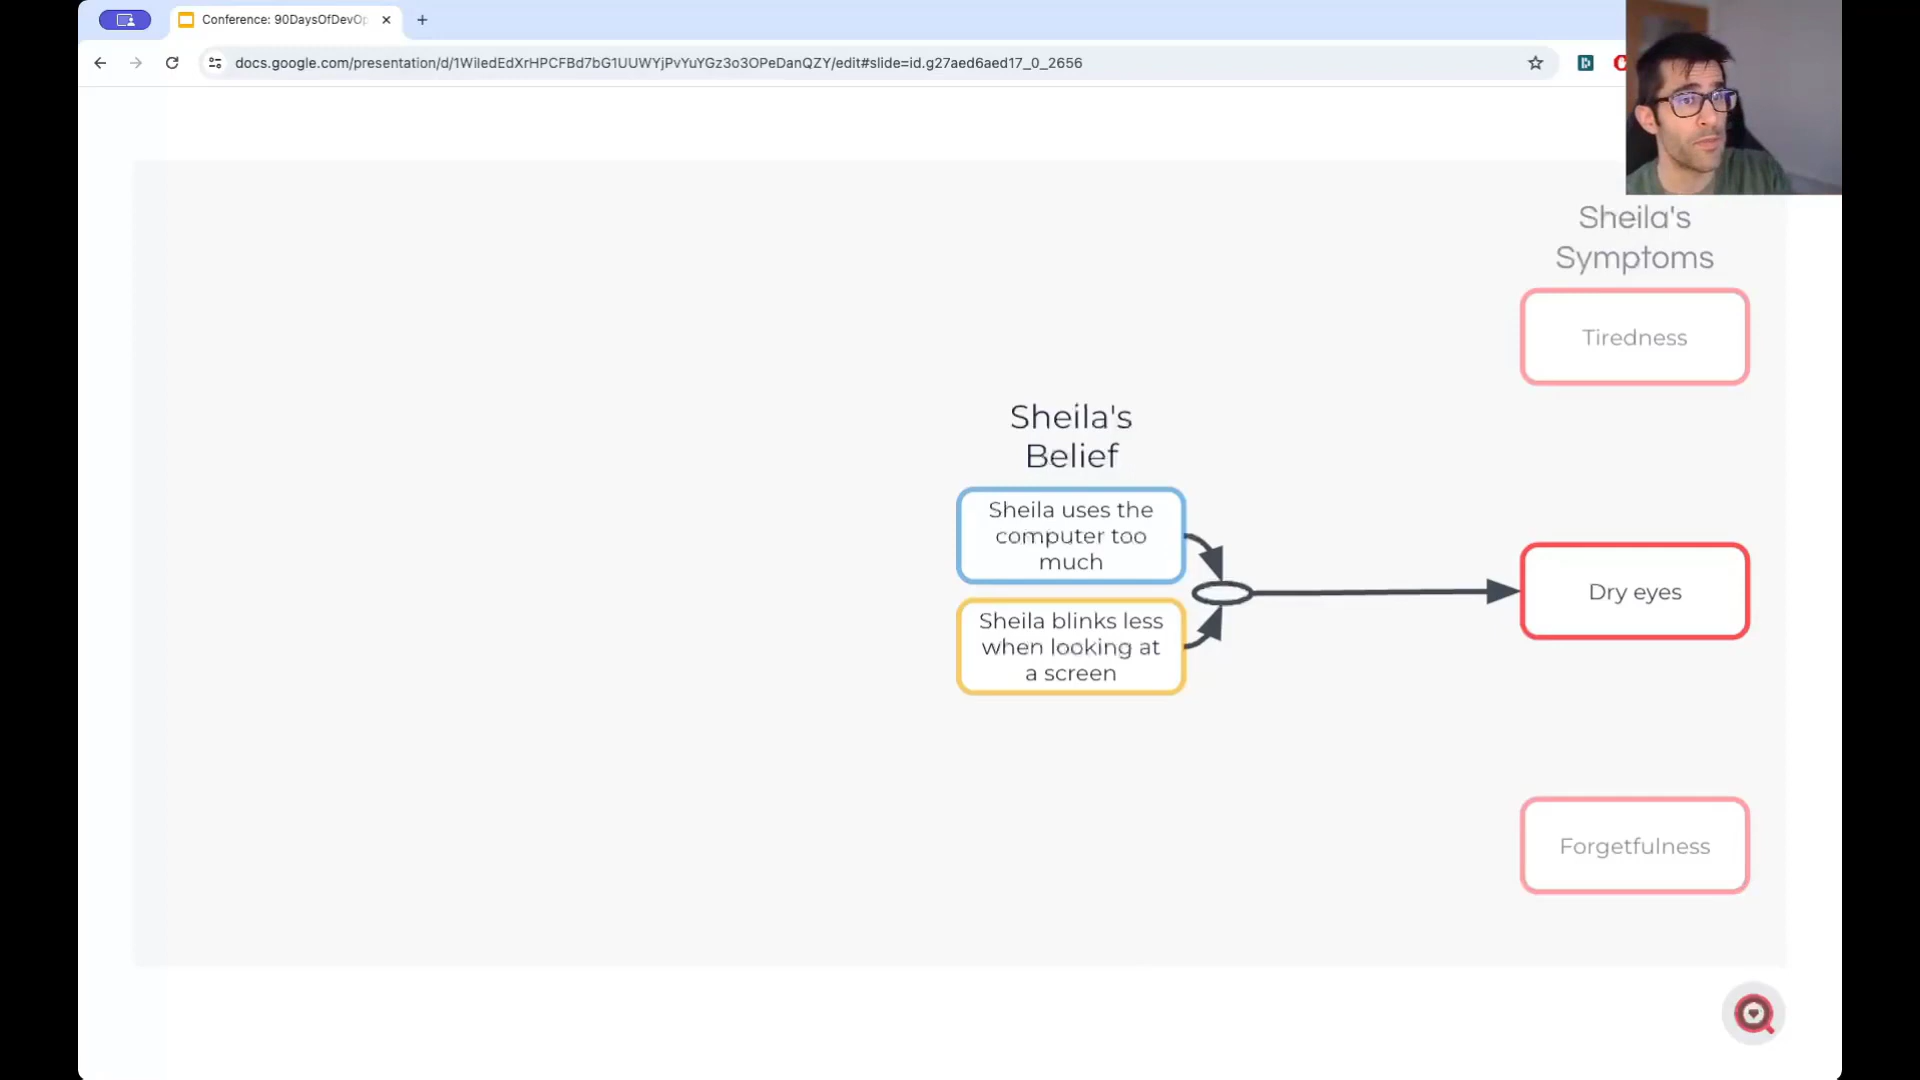 Conference: 90DaysOfDevOp
docs.google.com/presentation/d/1WiledEdXrHPCFBd7bG1UUWYjPvYuYGz3o3OPeDanQZY/edit#slide=id.g27aed6aed17_0_2656
Sheila's
Symptoms
Tiredness
Sheila's
Belief
Sheila uses the
computer too
much
Sheila blinks less
when looking at
a screen
Dry eyes
Forgetfulness